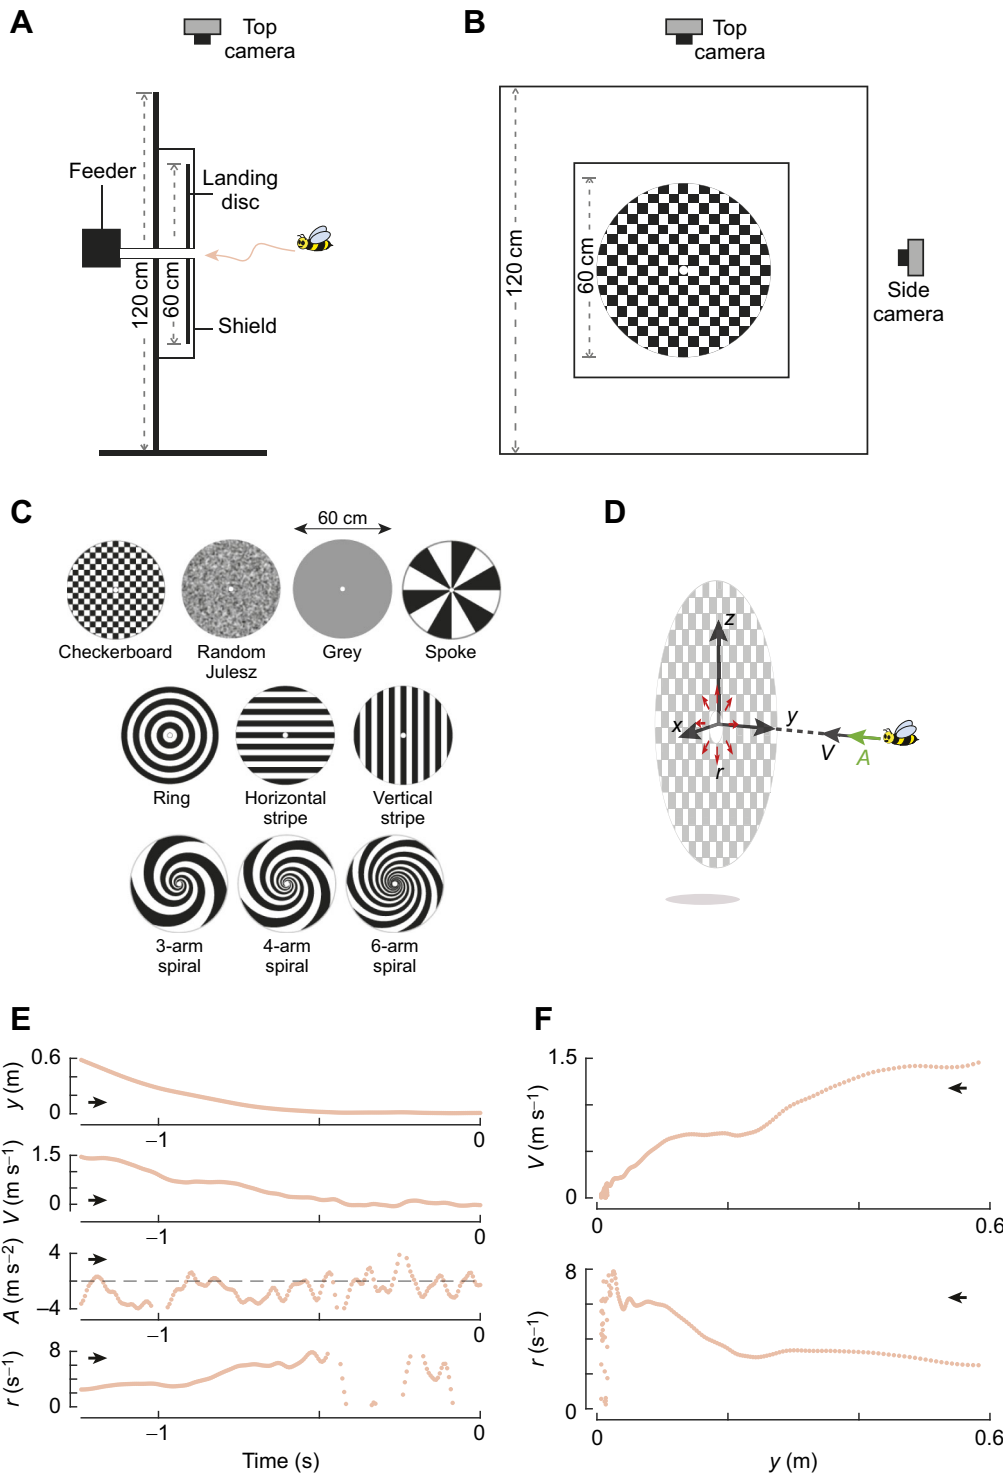 A
Top
camera
Feeder
Landing
disc
120 cm
60 cm
Shield
B
Top
camera
120 cm
60 cm
Side
camera
C
60 cm
Checkerboard
Random
Julesz
Grey
Spoke
Ring
Horizontal
stripe
Vertical
stripe
3-arm
spiral
4-arm
spiral
6-arm
spiral
D
z
x
y
V
A
r
E
y (m)
0.6
0
−1
0
V (m s−1)
1.5
0
−1
0
A (m s−2)
4
−4
−1
0
r (s−1)
8
0
−1
0
Time (s)
F
V (m s−1)
1.5
0
0
0.6
r (s−1)
8
0
0
0.6
y (m)